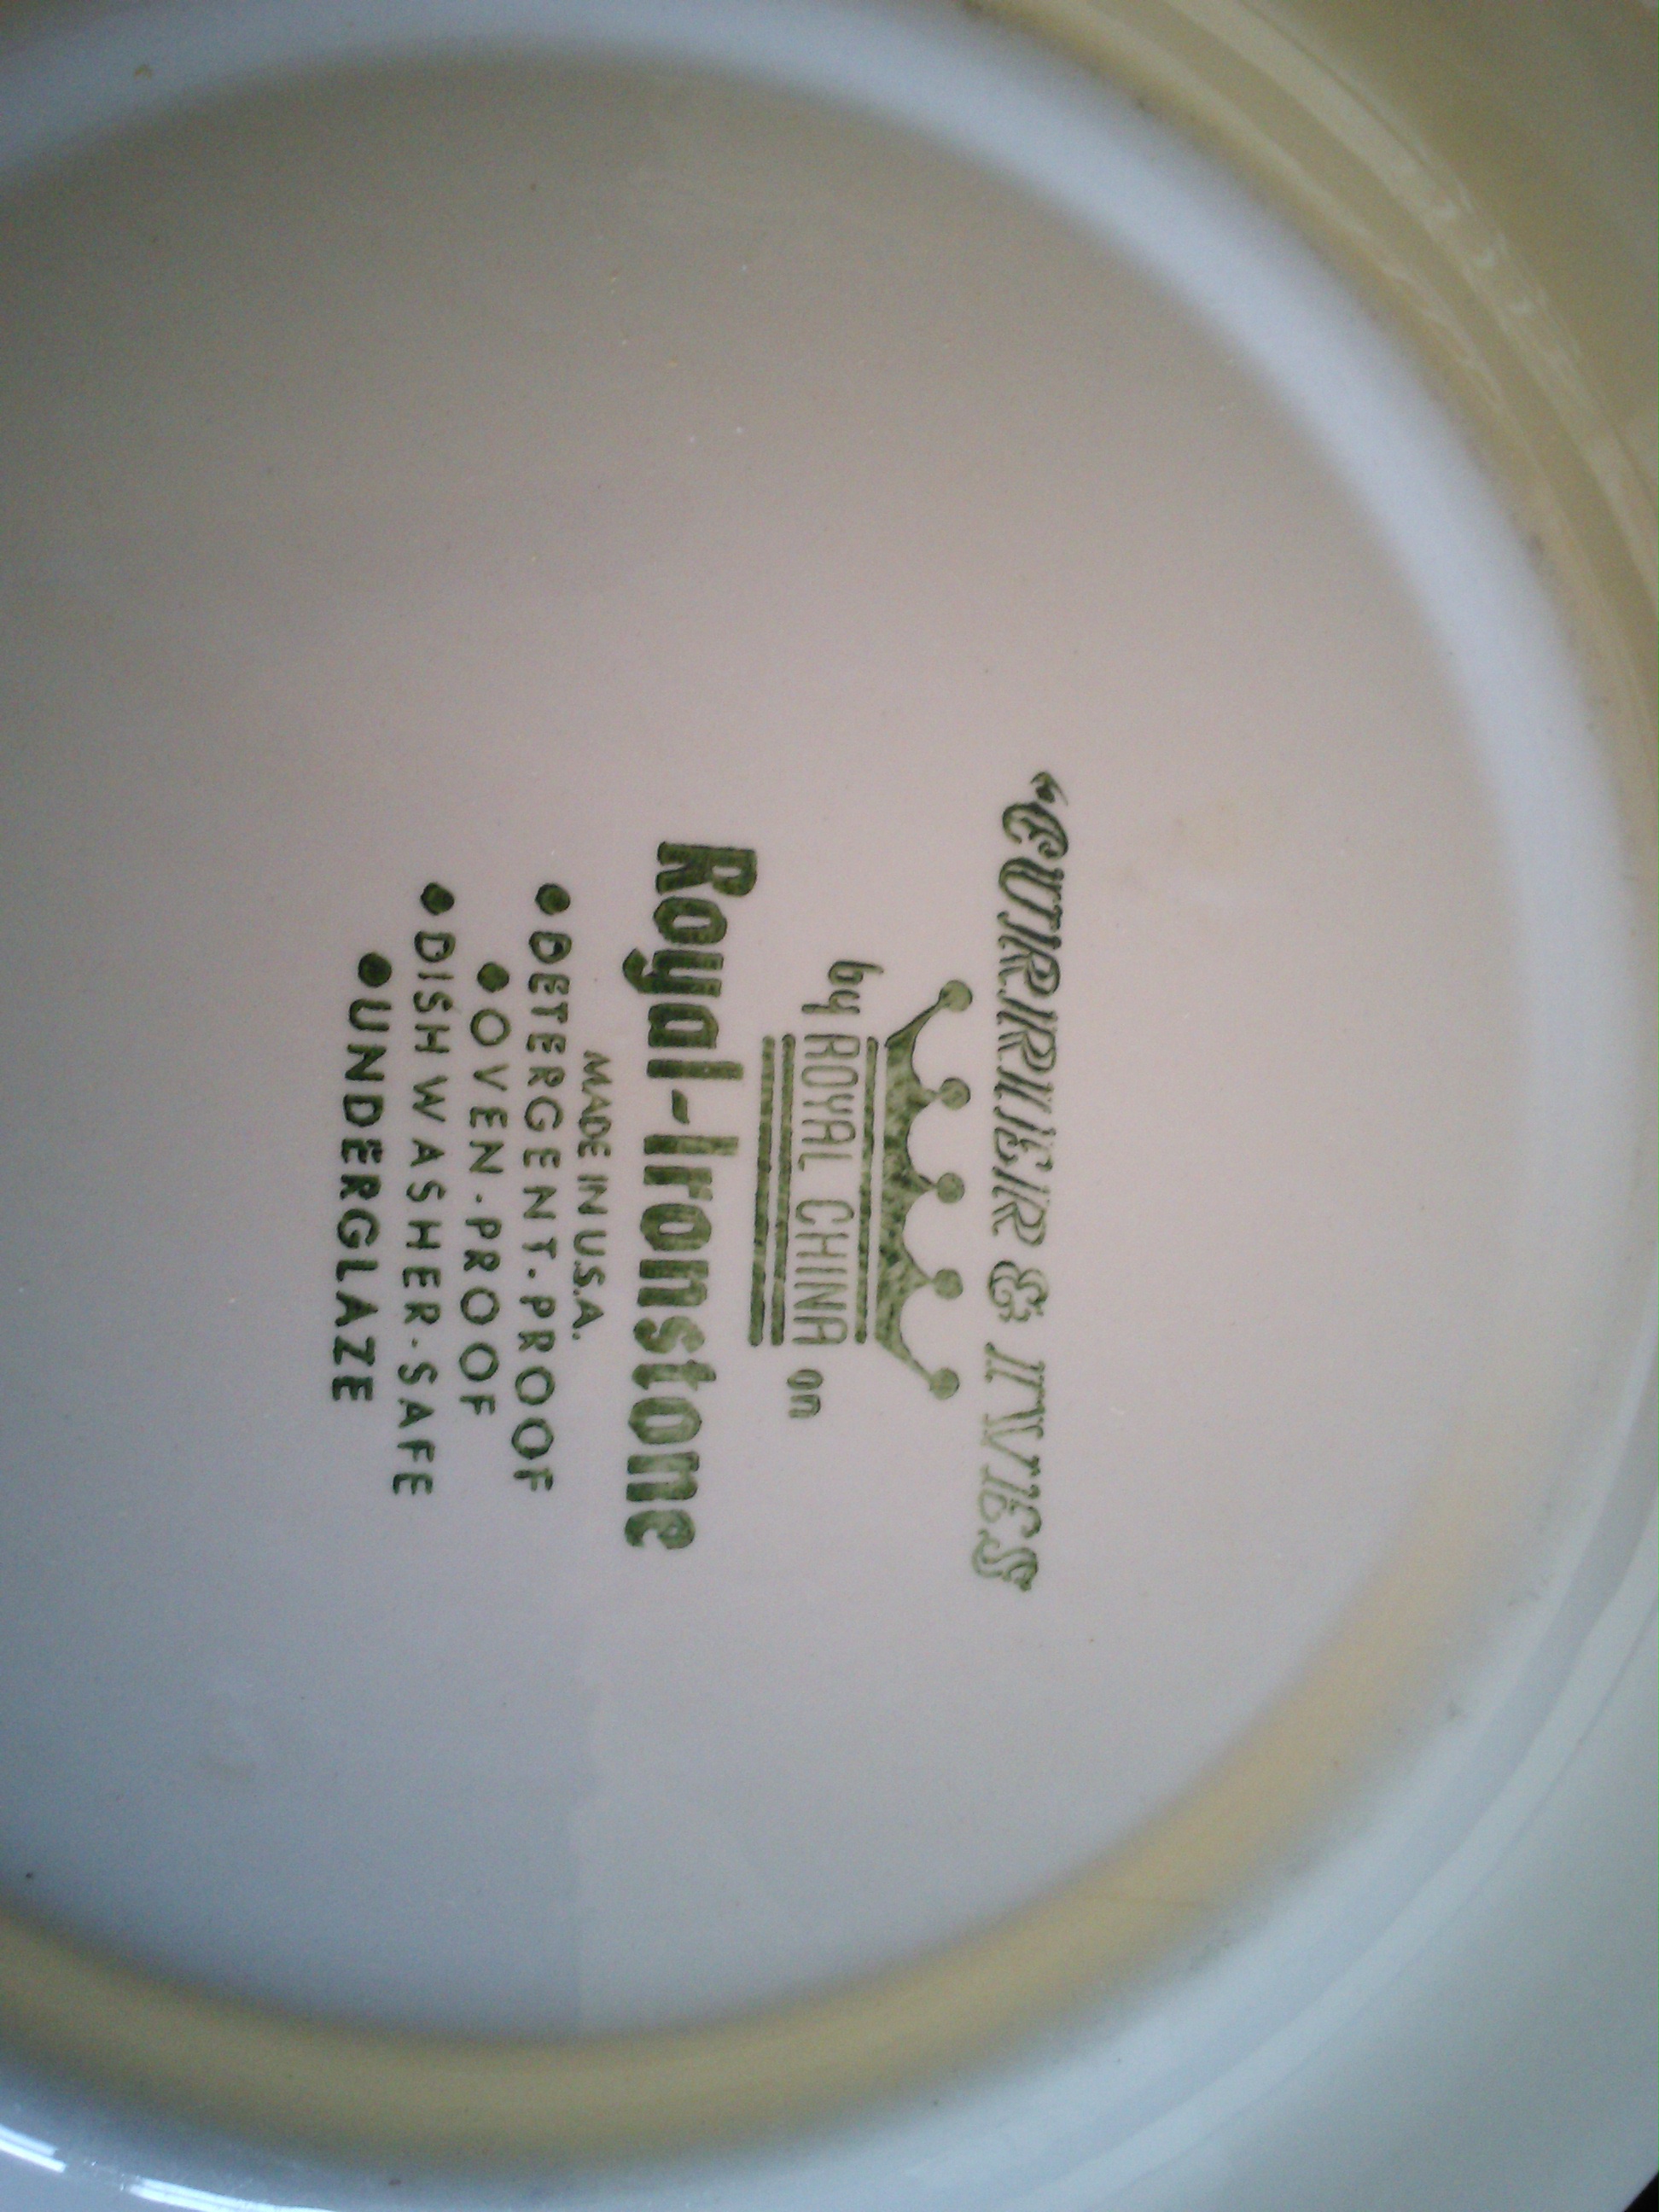 "CURRIER & IVES
by ROYAL CHINA on
Royal-Ironstone
MADE IN U.S.A.
• DETERGENT-PROOF
• OVEN-PROOF
• DISHWASHER-SAFE
• UNDERGLAZE